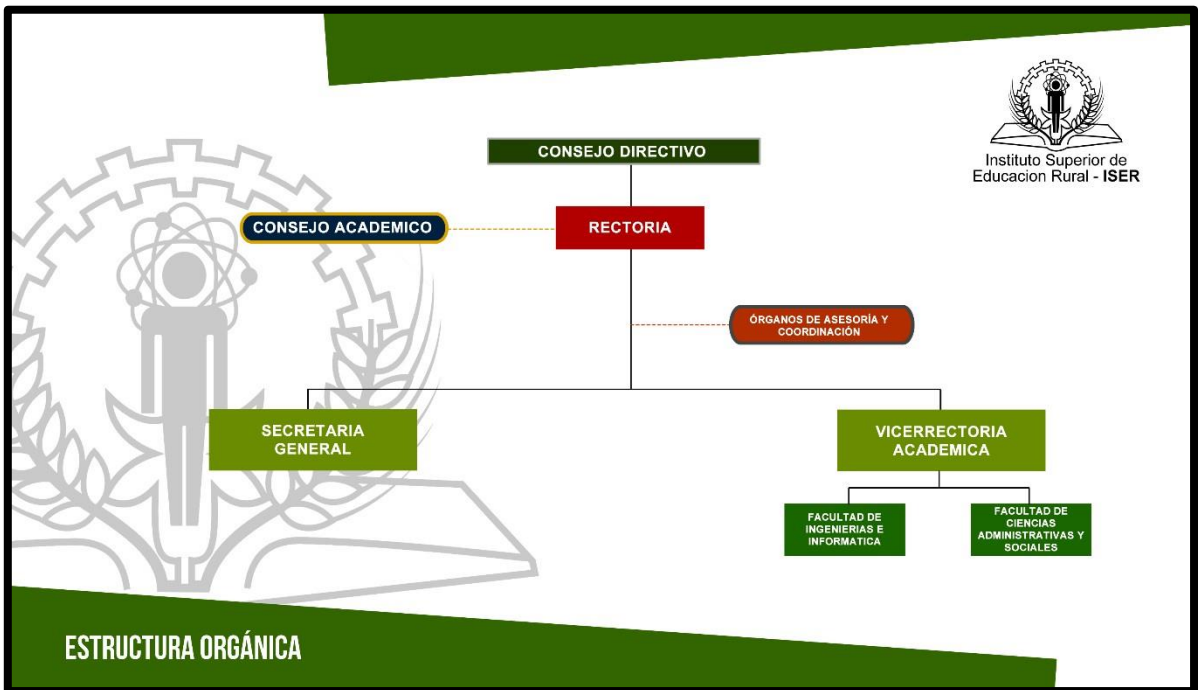 Instituto Superior de
Educacion Rural - ISER
CONSEJO DIRECTIVO
CONSEJO ACADEMICO
RECTORIA
ÓRGANOS DE ASESORÍA Y
COORDINACIÓN
SECRETARIA
GENERAL
VICERRECTORIA
ACADEMICA
FACULTAD DE
INGENIERIAS E
INFORMATICA
FACULTAD DE
CIENCIAS
ADMINISTRATIVAS Y
SOCIALES
ESTRUCTURA ORGÁNICA